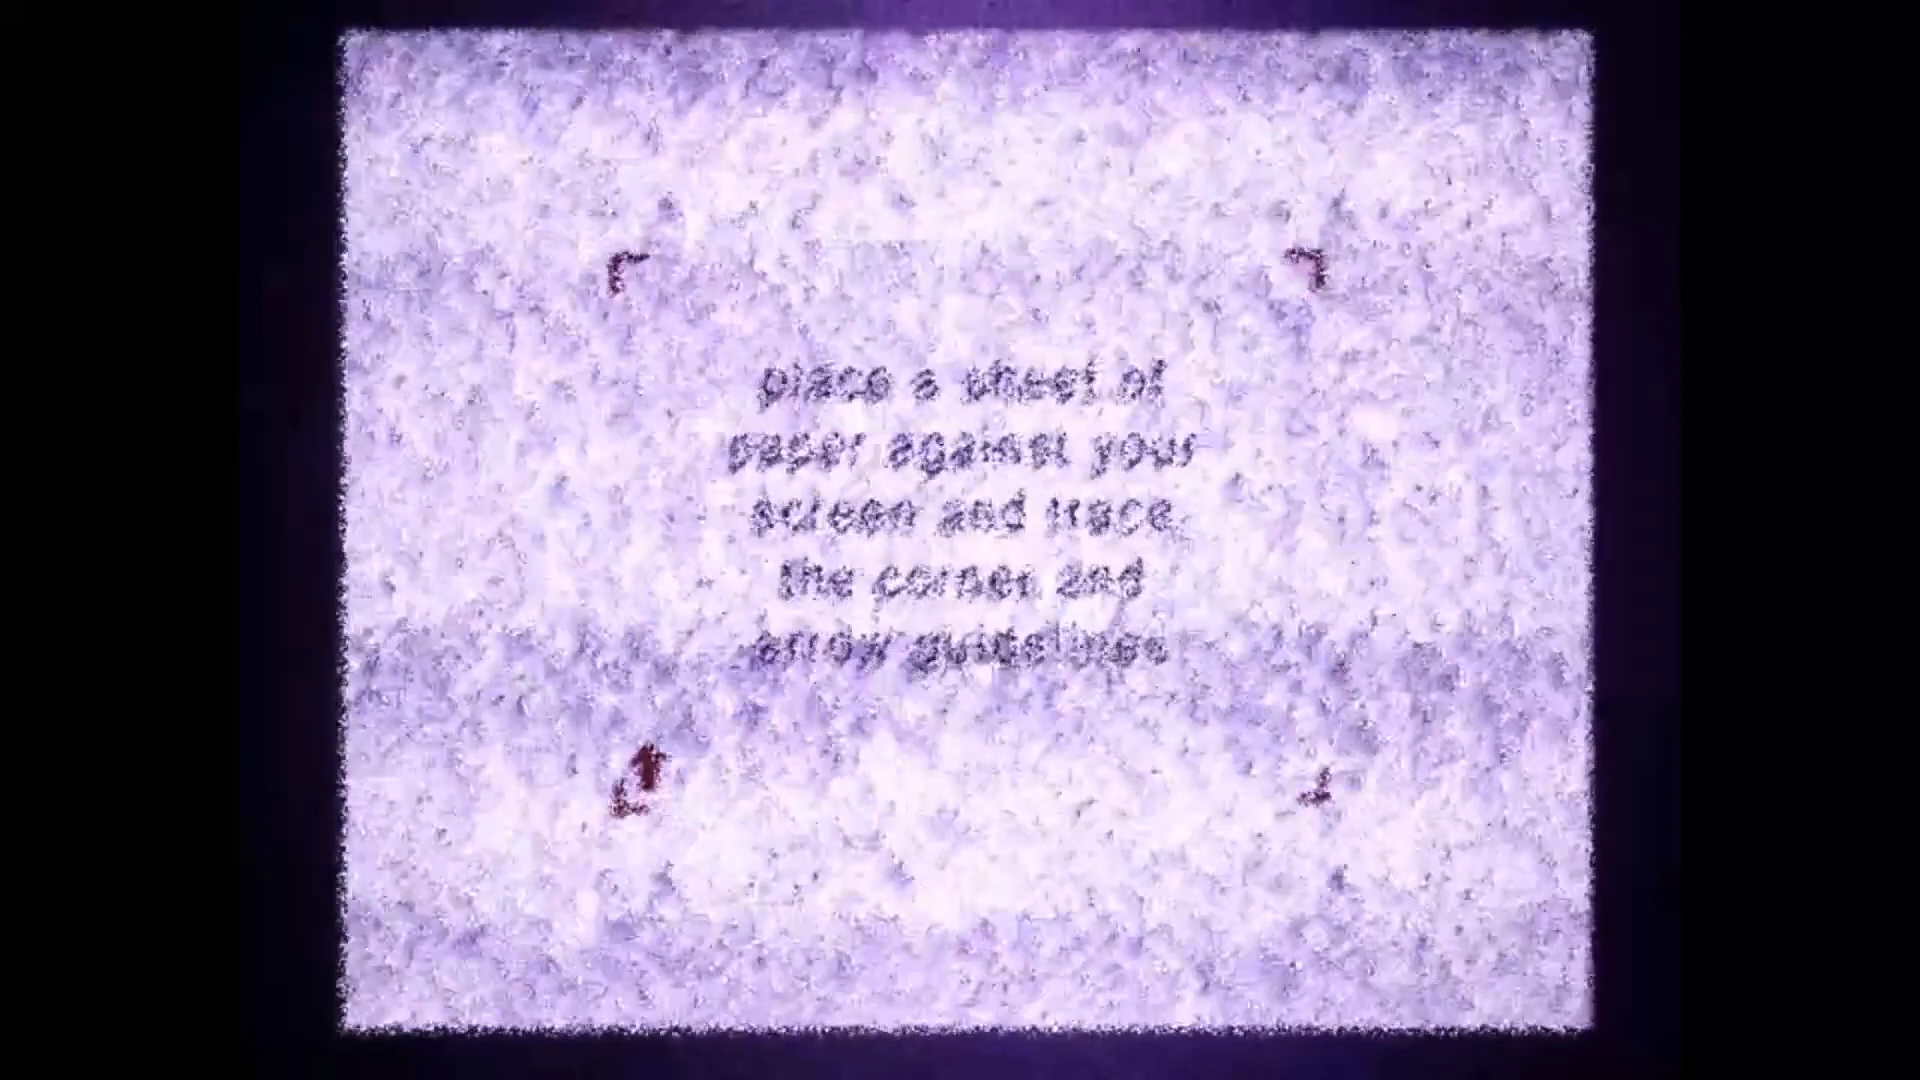 place a sheet of
paper against your
screen and trace
the corner and
arrow guidelines